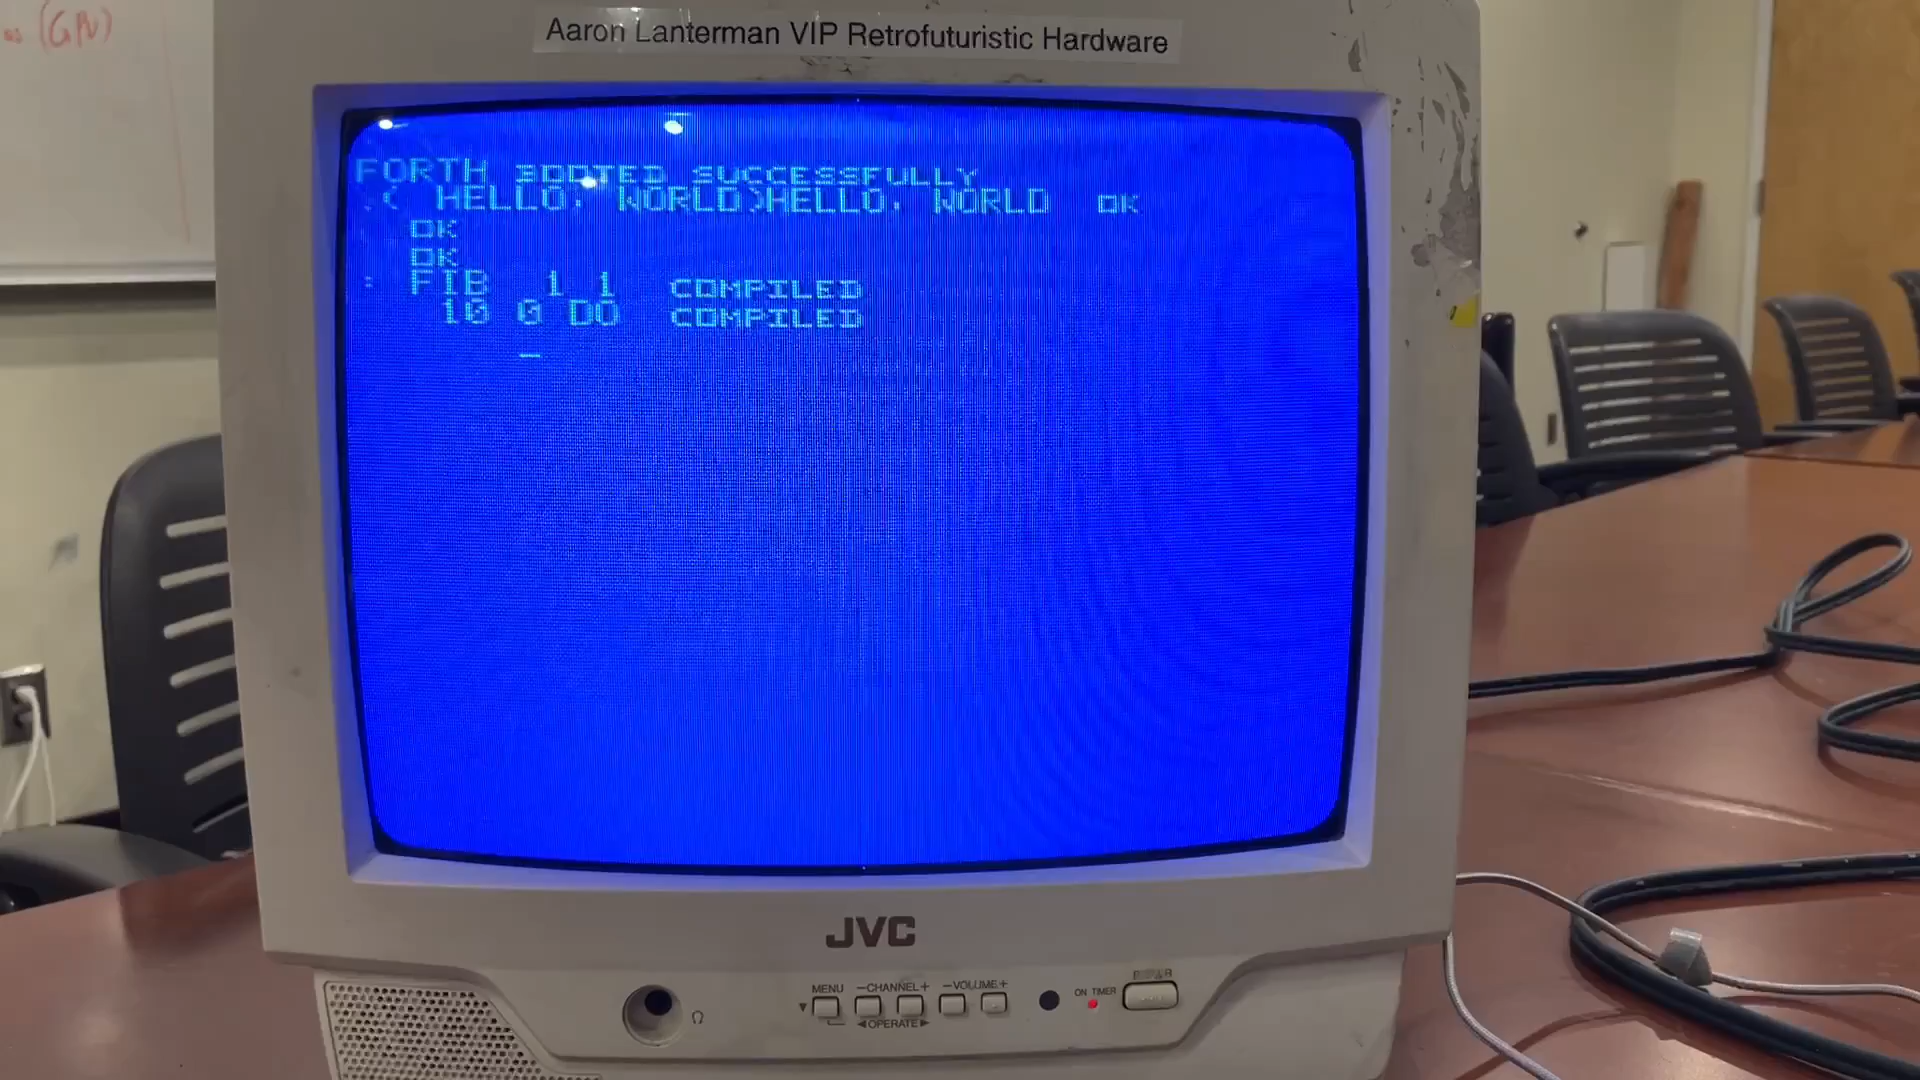 (GN)
Aaron Lanterman VIP Retrofuturistic Hardware
FORTH BOOTED SUCCESSFULLY
.( HELLO, WORLD)HELLO, WORLD OK
OK
OK
: FIB 1 1 COMPILED
10 0 DO COMPILED
_
JVC
MENU −CHANNEL+ −VOLUME+ ON TIMER
◀OPERATE▶